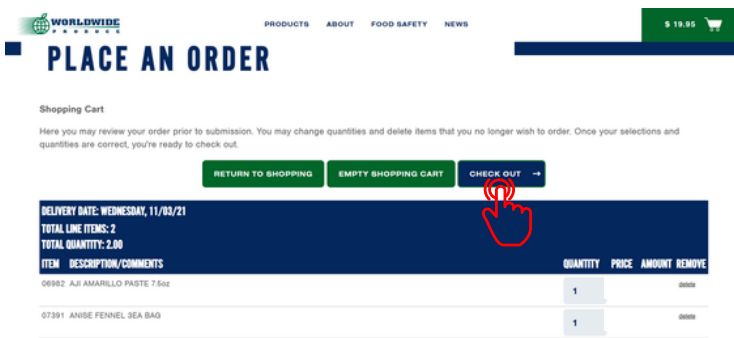 WORLDWIDE
PRODUCE
PRODUCTS ABOUT FOOD SAFETY NEWS
$ 19.95
PLACE AN ORDER
Shopping Cart
Here you may review your order prior to submission. You may change quantities and delete items that you no longer wish to order. Once your selections and
quantities are correct, you're ready to check out.
RETURN TO SHOPPING EMPTY SHOPPING CART CHECK OUT →
DELIVERY DATE: WEDNESDAY, 11/03/21
TOTAL LINE ITEMS: 2
TOTAL QUANTITY: 2.00
ITEM DESCRIPTION/COMMENTS QUANTITY PRICE AMOUNT REMOVE
06982 AJI AMARILLO PASTE 7.5oz 1 delete
07391 ANISE FENNEL 3EA BAG 1 delete